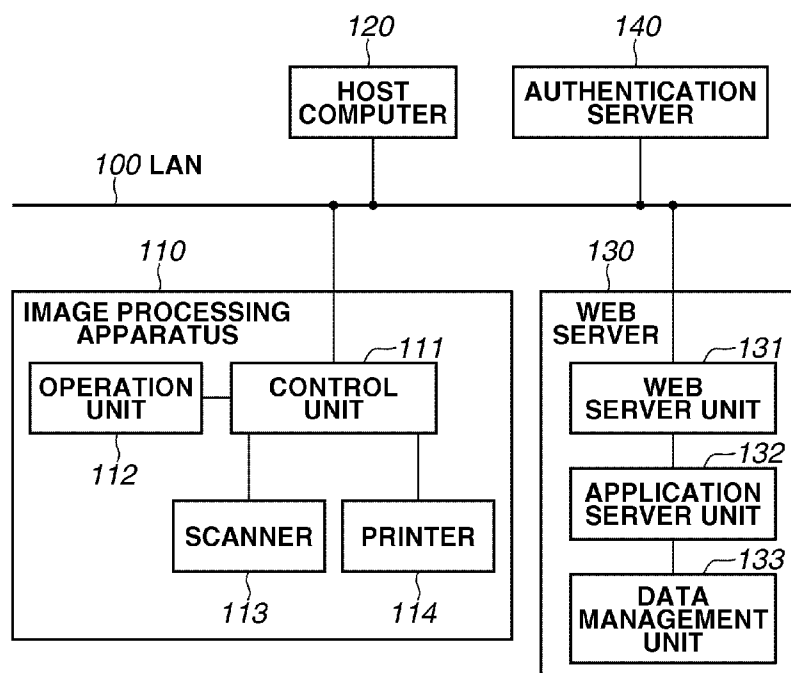 120
140
HOST
COMPUTER
AUTHENTICATION
SERVER
100 LAN
110
130
IMAGE PROCESSING
APPARATUS
WEB
SERVER
111
131
OPERATION
UNIT
CONTROL
UNIT
WEB
SERVER UNIT
112
132
APPLICATION
SERVER UNIT
SCANNER
PRINTER
133
113
114
DATA
MANAGEMENT
UNIT